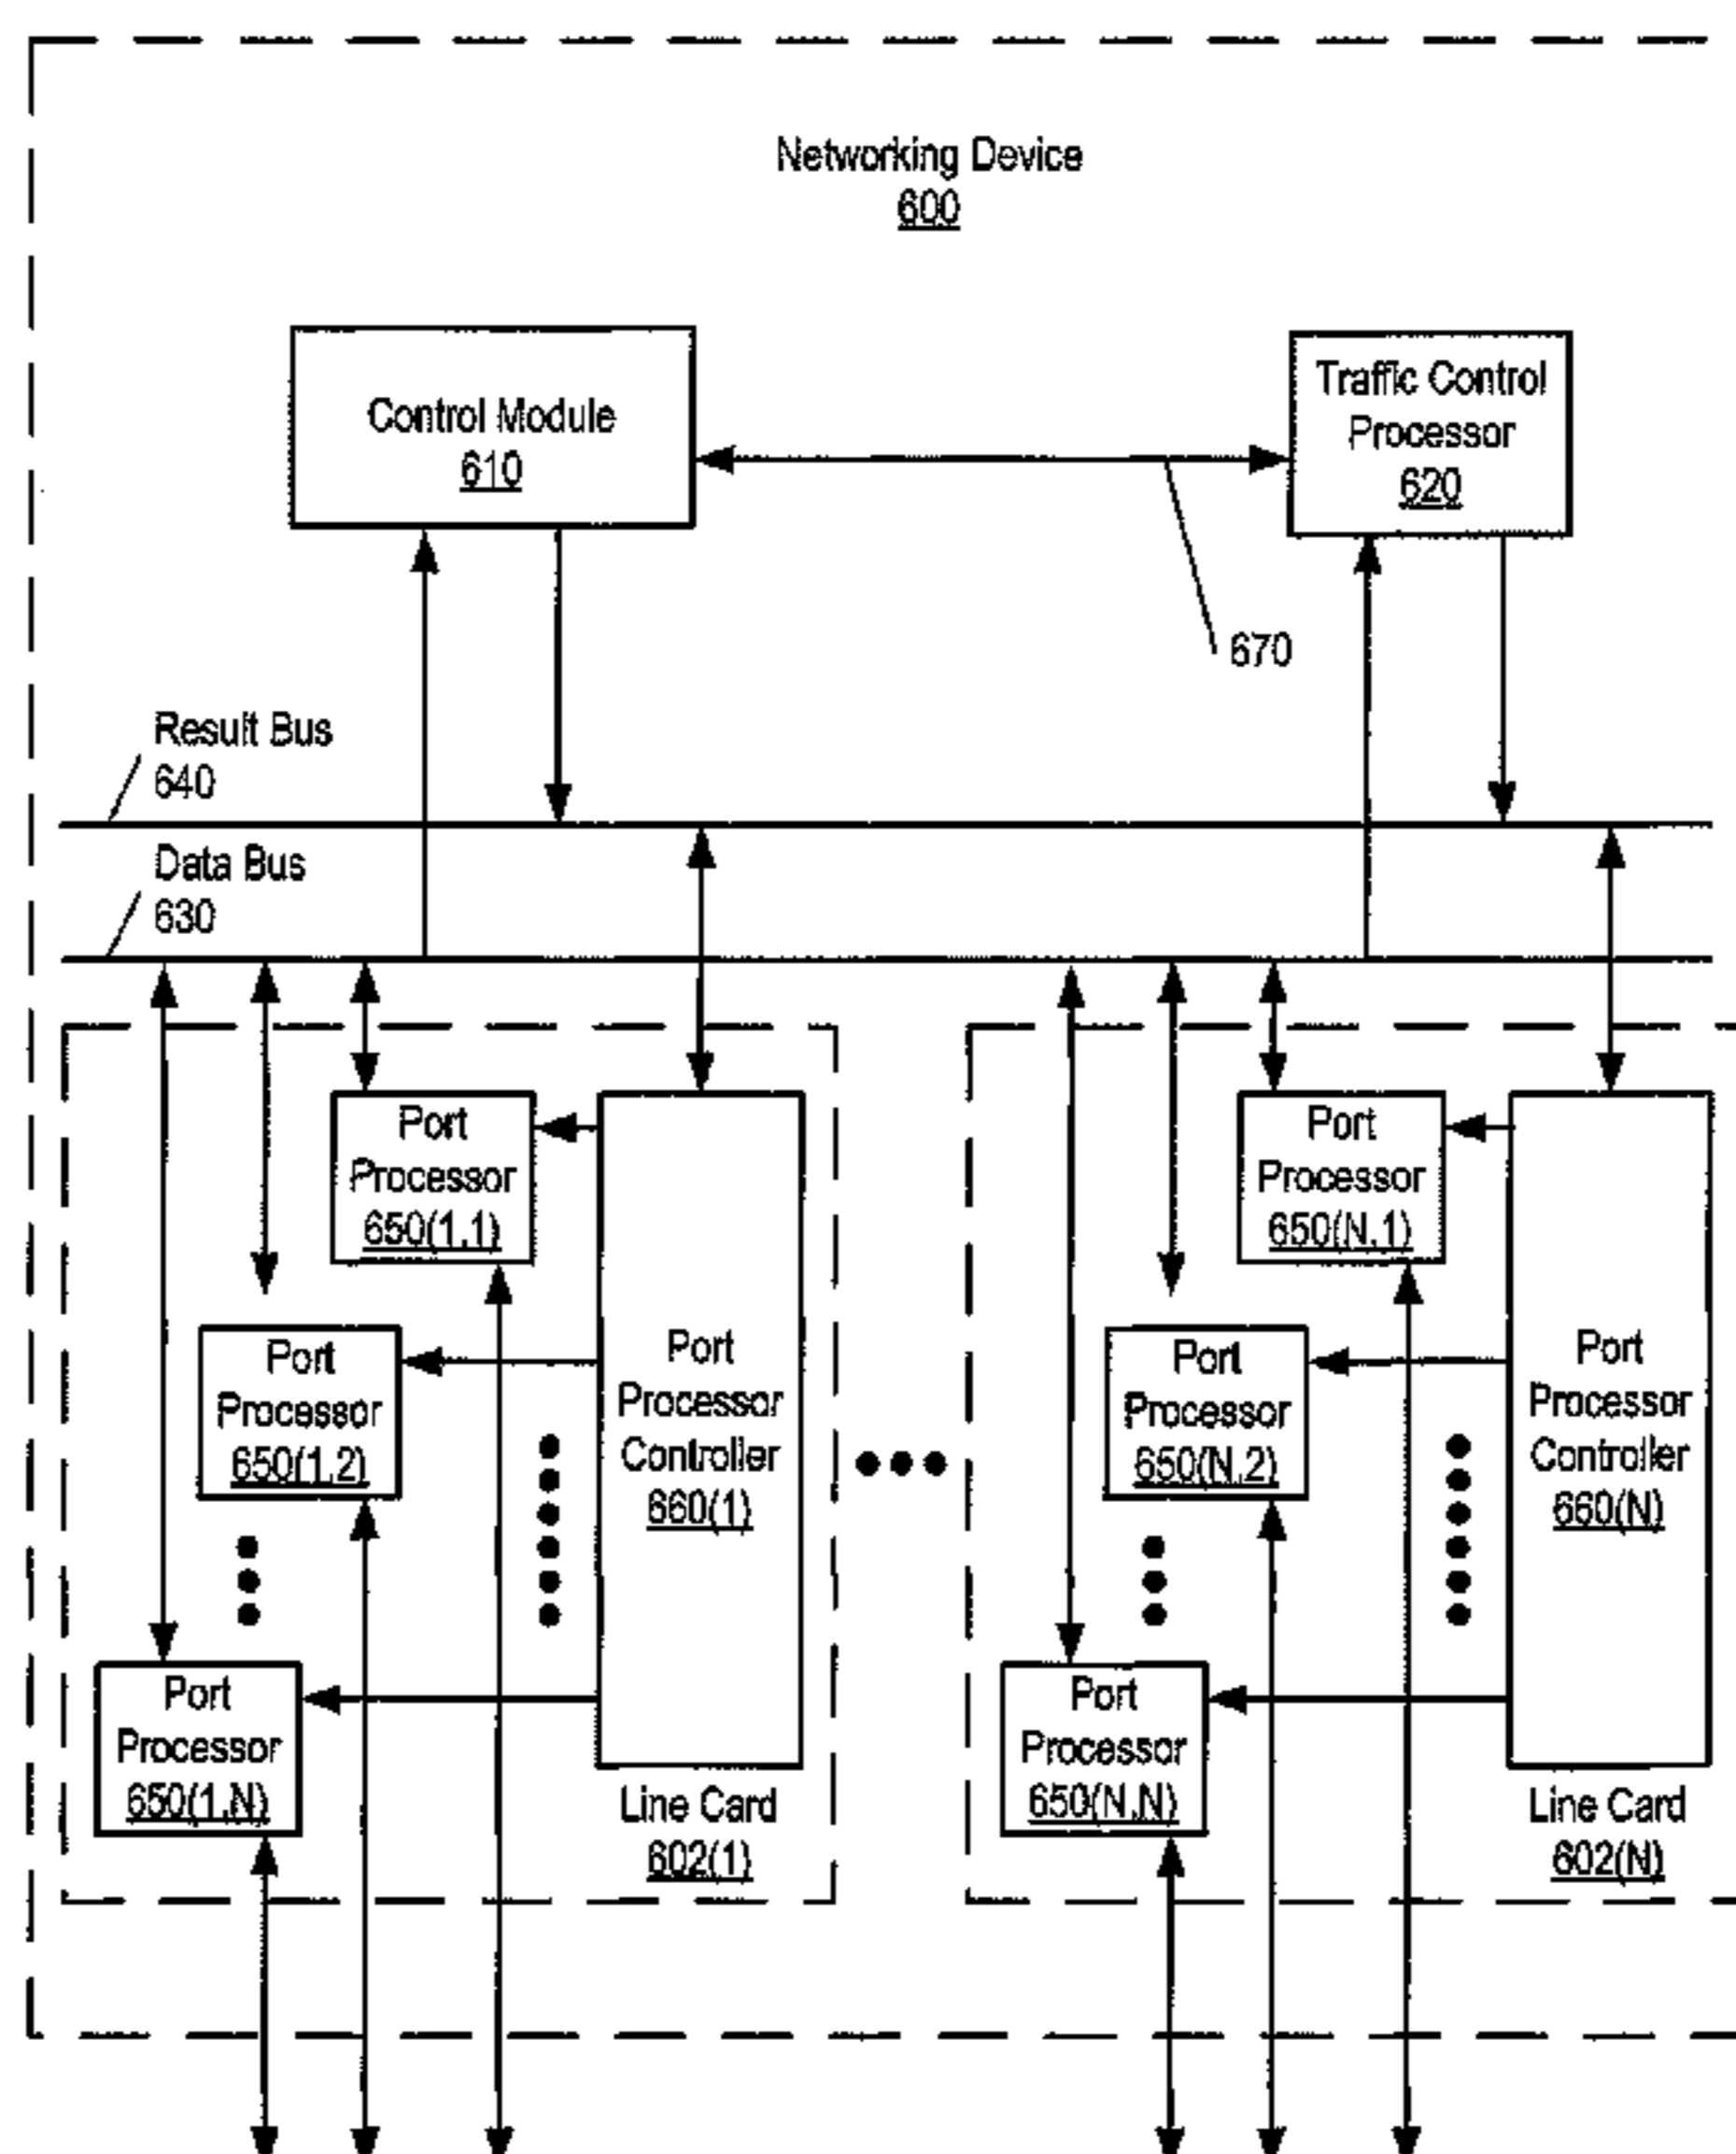 Networking Device
600
Control Module
610
Traffic Control
Processor
620
670
Result Bus
640
Data Bus
630
Port
Processor
650(1,1)
Port
Processor
650(1,2)
Port
Processor
650(1,N)
Port
Processor
Controller
660(1)
Line Card
602(1)
Port
Processor
650(N,1)
Port
Processor
650(N,2)
Port
Processor
650(N,N)
Port
Processor
Controller
660(N)
Line Card
602(N)